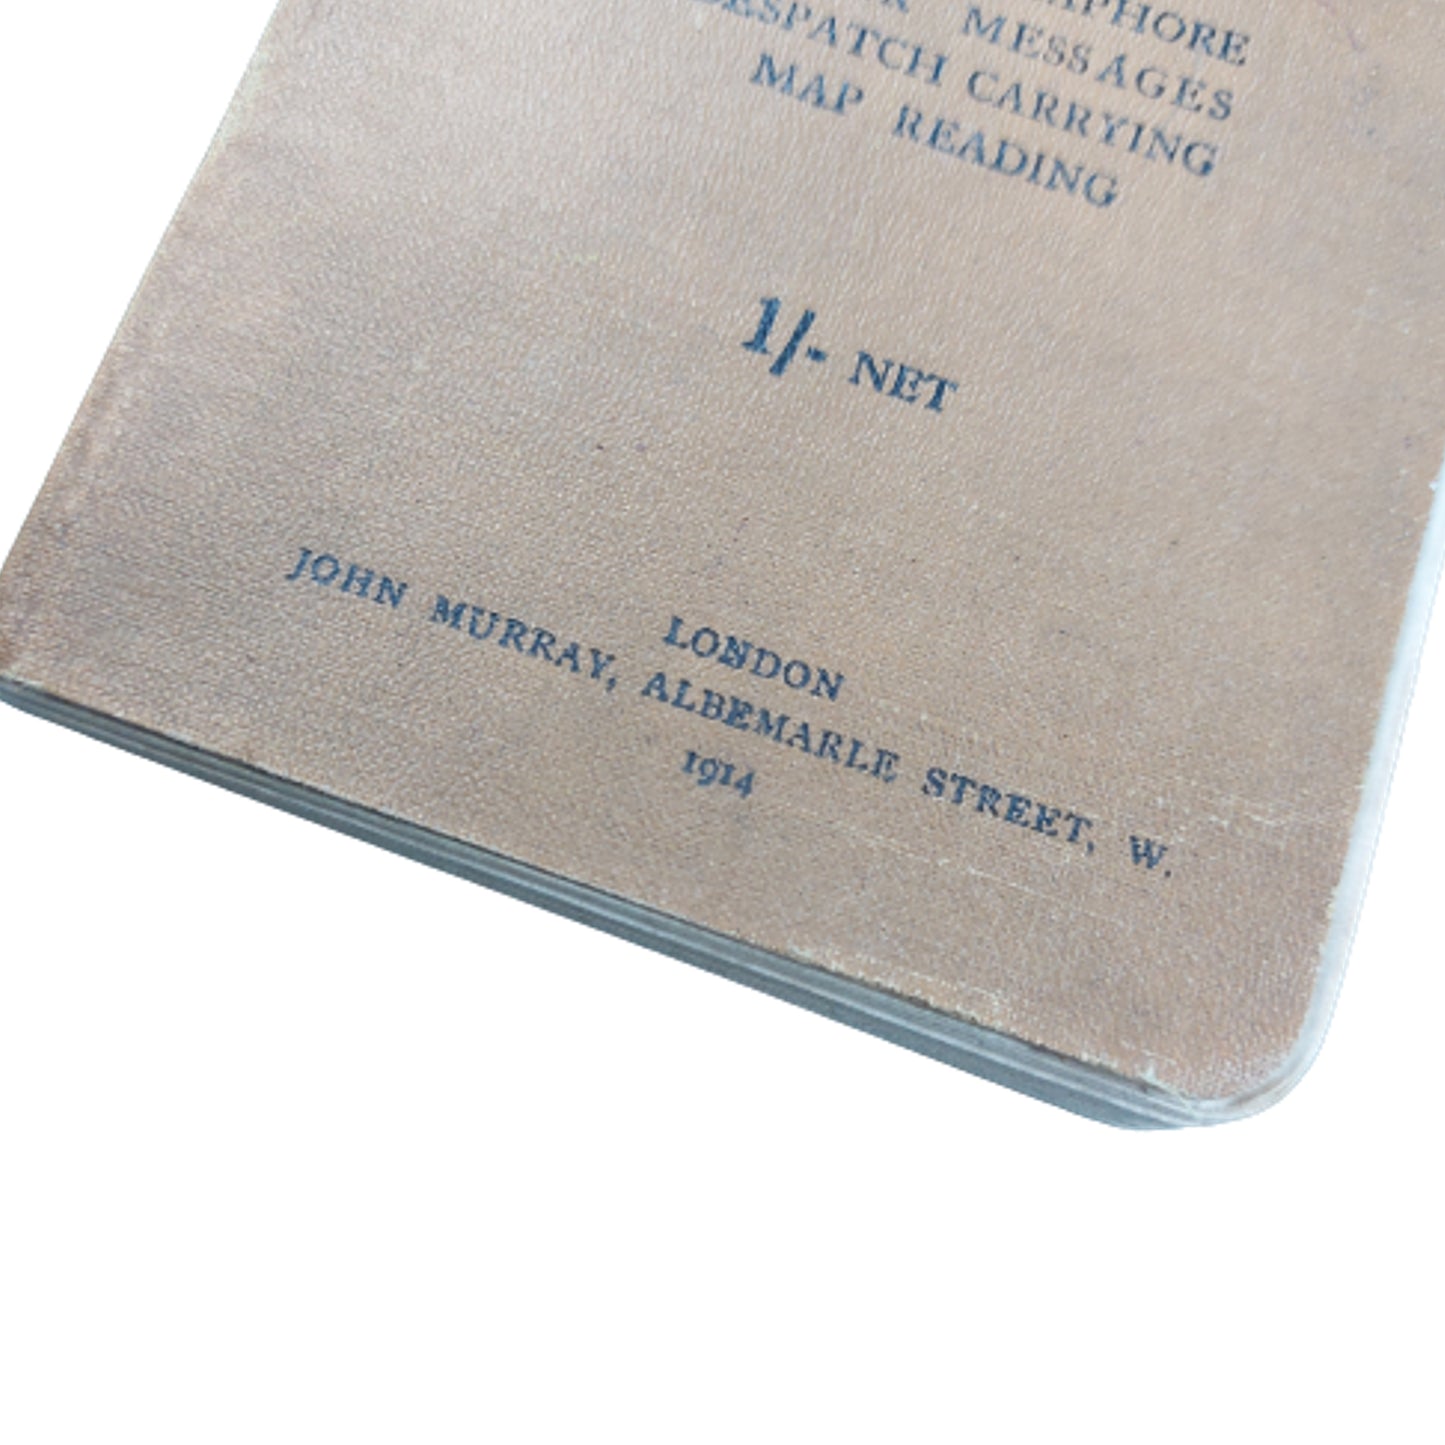 MESSAGES
DESPATCH CARRYING
MAP READING
1/- NET
LONDON
JOHN MURRAY, ALBEMARLE STREET, W.
1914